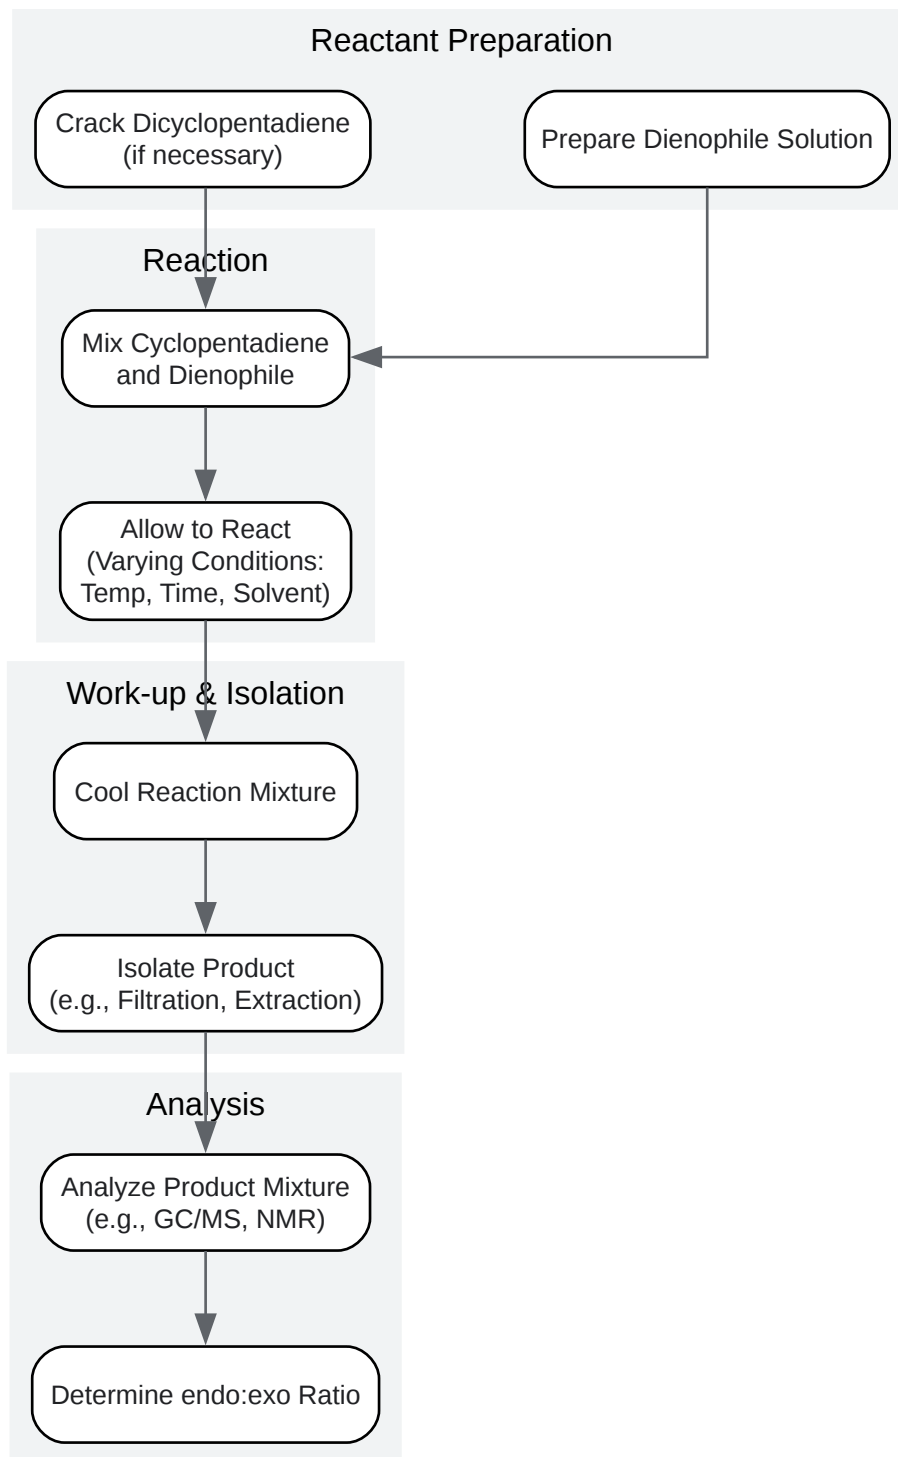 Reactant Preparation
Crack Dicyclopentadiene
(if necessary)
Prepare Dienophile Solution
Reaction
Mix Cyclopentadiene
and Dienophile
Allow to React
(Varying Conditions:
Temp, Time, Solvent)
Work-up & Isolation
Cool Reaction Mixture
Isolate Product
(e.g., Filtration, Extraction)
Analysis
Analyze Product Mixture
(e.g., GC/MS, NMR)
Determine endo:exo Ratio